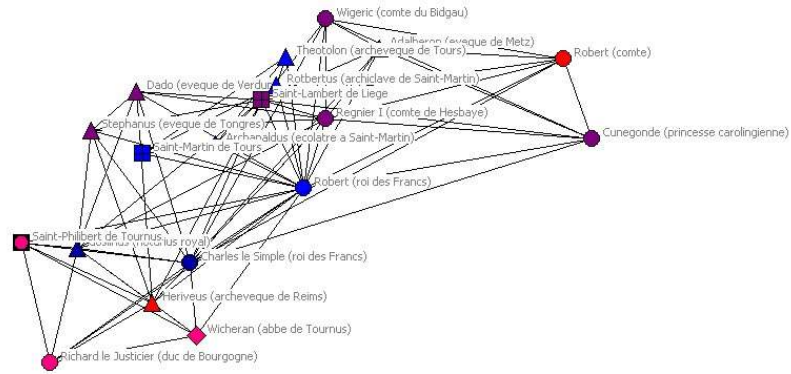 Wigeric (comte du Bidgau)
Adalberon (eveque de Metz)
Theotolon (archeveque de Tours)
Robert (comte)
Rotbertus (archiclave de Saint-Martin)
Dado (eveque de Verdun
Saint-Lambert de Liege
Regnier I (comte de Hesbaye)
Stephanus (eveque de Tongres)
Cunegonde (princesse carolingienne)
(ecolatre a Saint-Martin)
Saint-Martin de Tours
Robert (roi des Francs)
Saint-Philibert de Tournus
royal)
Charles le Simple (roi des Francs)
Heriveus (archeveque de Reims)
Wicheran (abbe de Tournus)
Richard le Justicier (duc de Bourgogne)